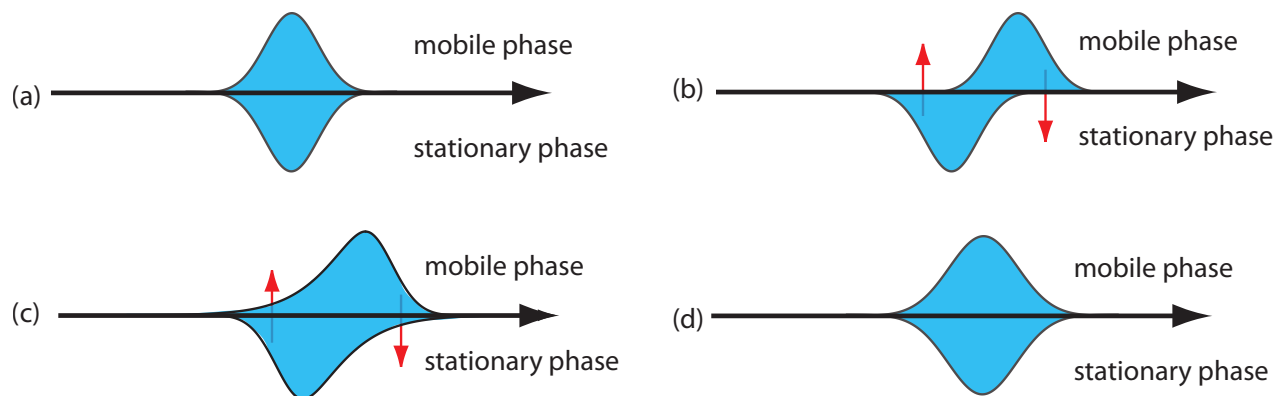 (a)
mobile phase
stationary phase
(b)
mobile phase
stationary phase
(c)
mobile phase
stationary phase
(d)
mobile phase
stationary phase